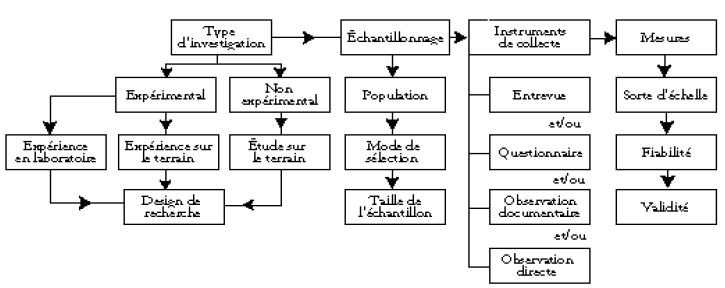 Type
d'investigation
Échantillonnage
Instruments
de collecte
Mesures
Expérimental
Non
expérimental
Population
Entrevue
Sorte d'échelle
et/ou
Expérience
en laboratoire
Expérience sur
le terrain
Étude sur
le terrain
Mode de
sélection
Questionnaire
Fiabilité
et/ou
Design de
recherche
Taille de
l'échantillon
Observation
documentaire
Validité
et/ou
Observation
directe